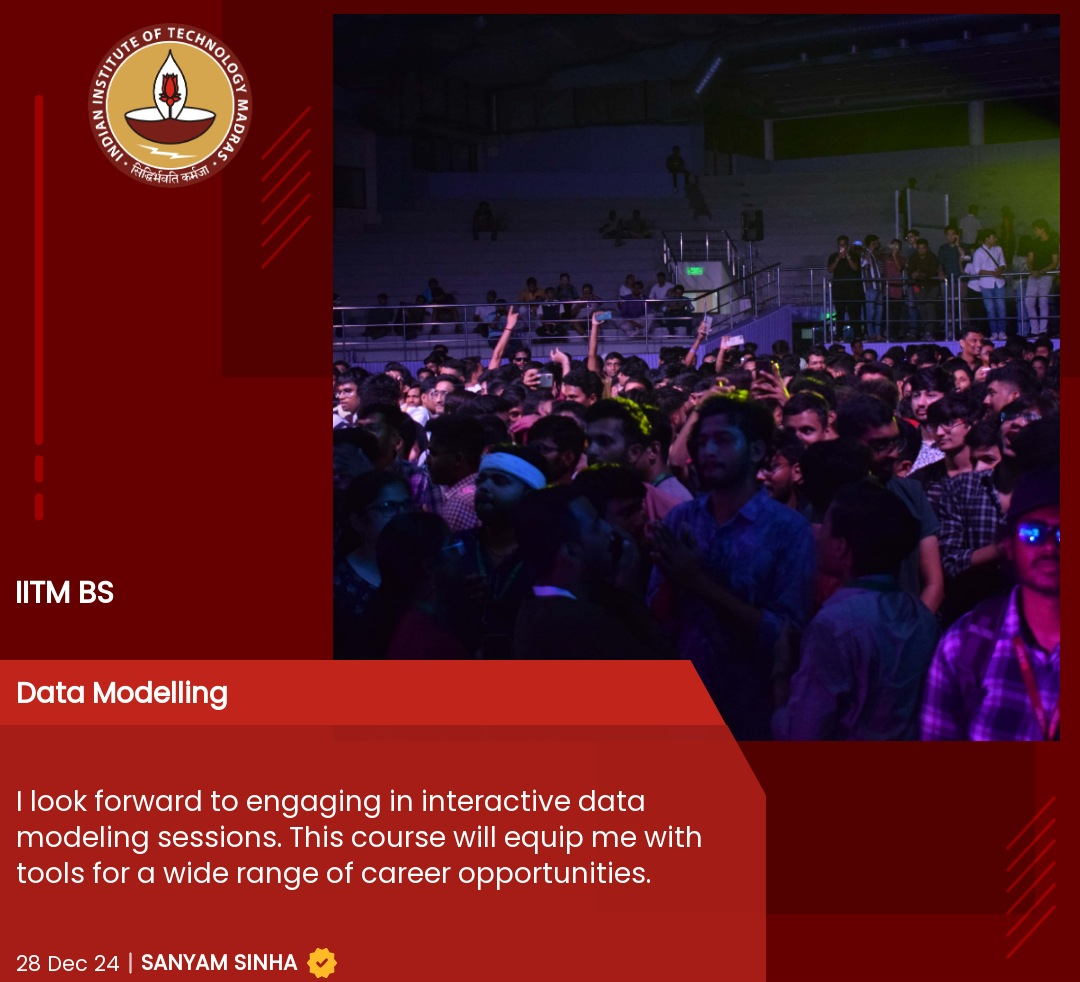 INDIAN INSTITUTE OF TECHNOLOGY MADRAS
सिद्धिर्भवति कर्मजा
IITM BS
Data Modelling
I look forward to engaging in interactive data
modeling sessions. This course will equip me with
tools for a wide range of career opportunities.
28 Dec 24 | SANYAM SINHA